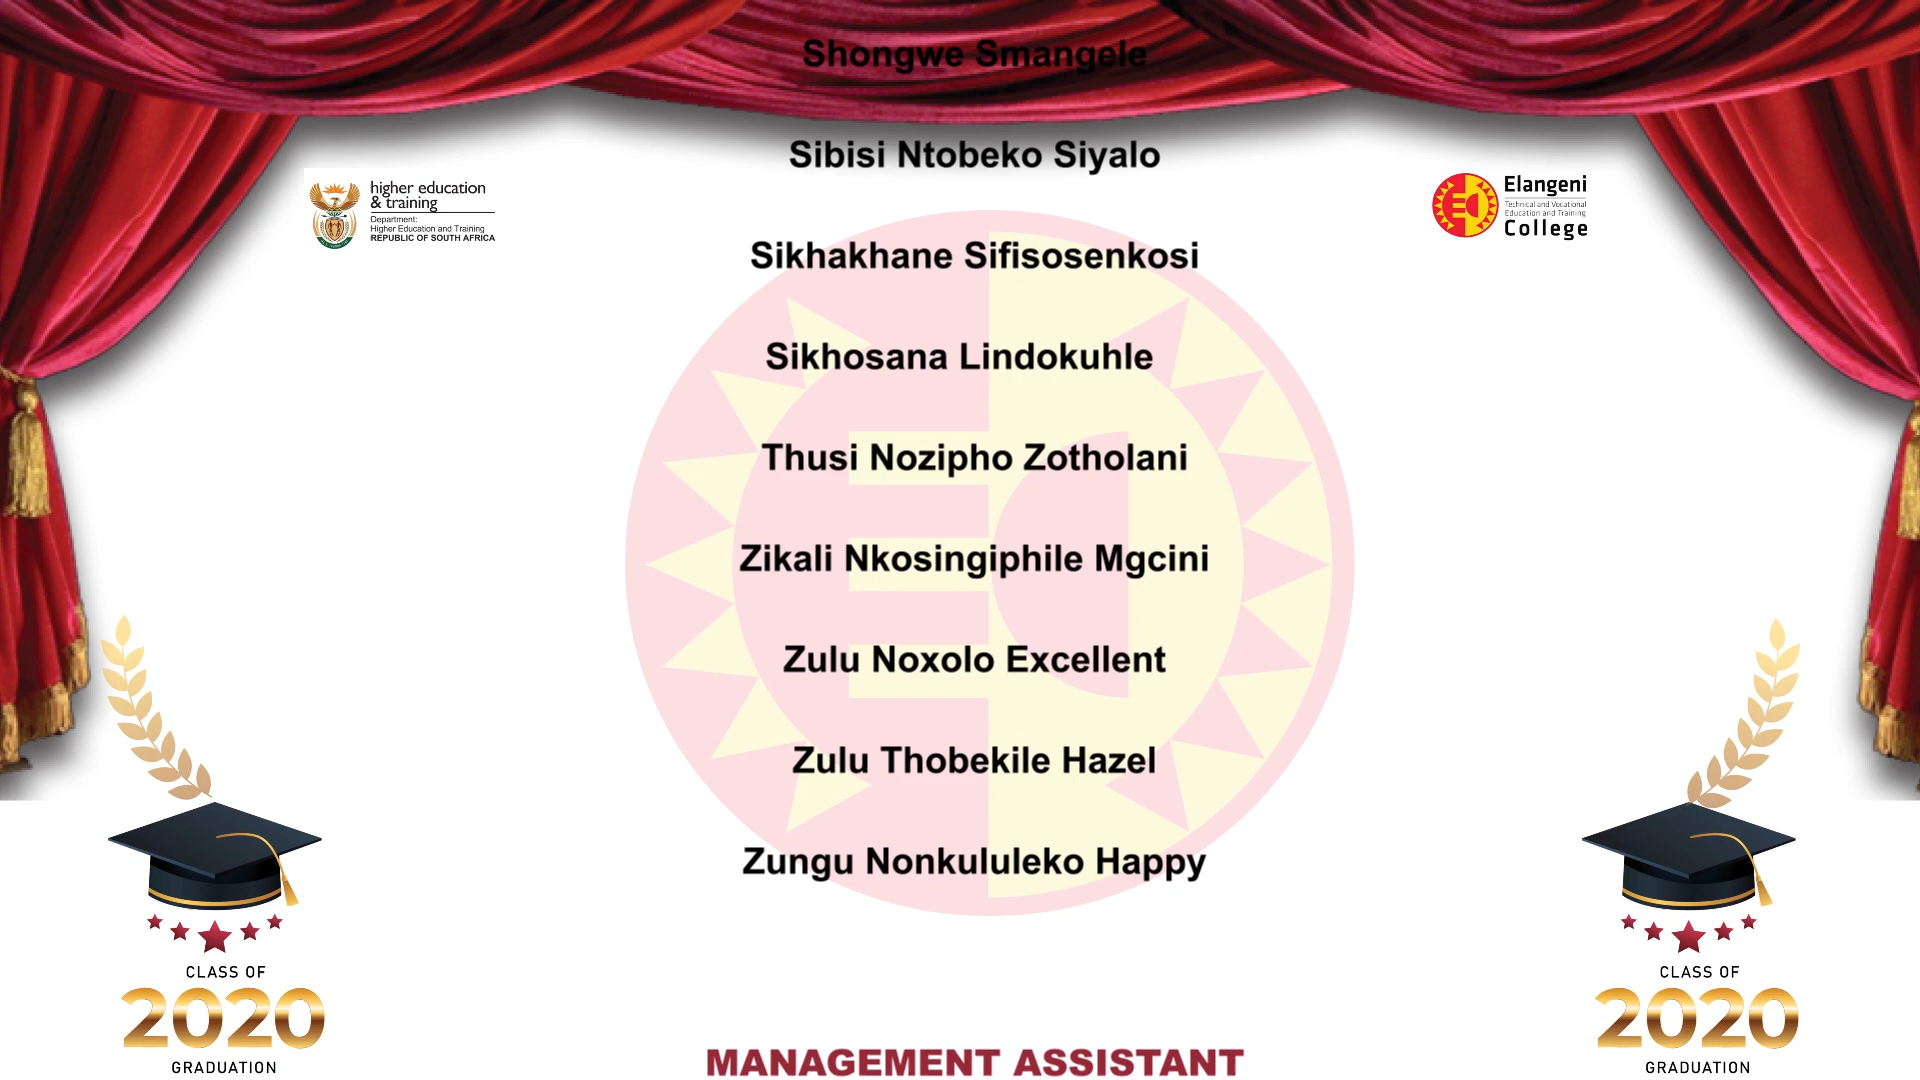 Shongwe Smangele
Sibisi Ntobeko Siyalo
higher education
& training
Department:
Higher Education and Training
REPUBLIC OF SOUTH AFRICA
Elangeni
Technical and Vocational
Education and Training
College
Sikhakhane Sifisosenkosi
Sikhosana Lindokuhle
Thusi Nozipho Zotholani
Zikali Nkosingiphile Mgcini
Zulu Noxolo Excellent
Zulu Thobekile Hazel
Zungu Nonkululeko Happy
CLASS OF
2020
GRADUATION
CLASS OF
2020
GRADUATION
MANAGEMENT ASSISTANT